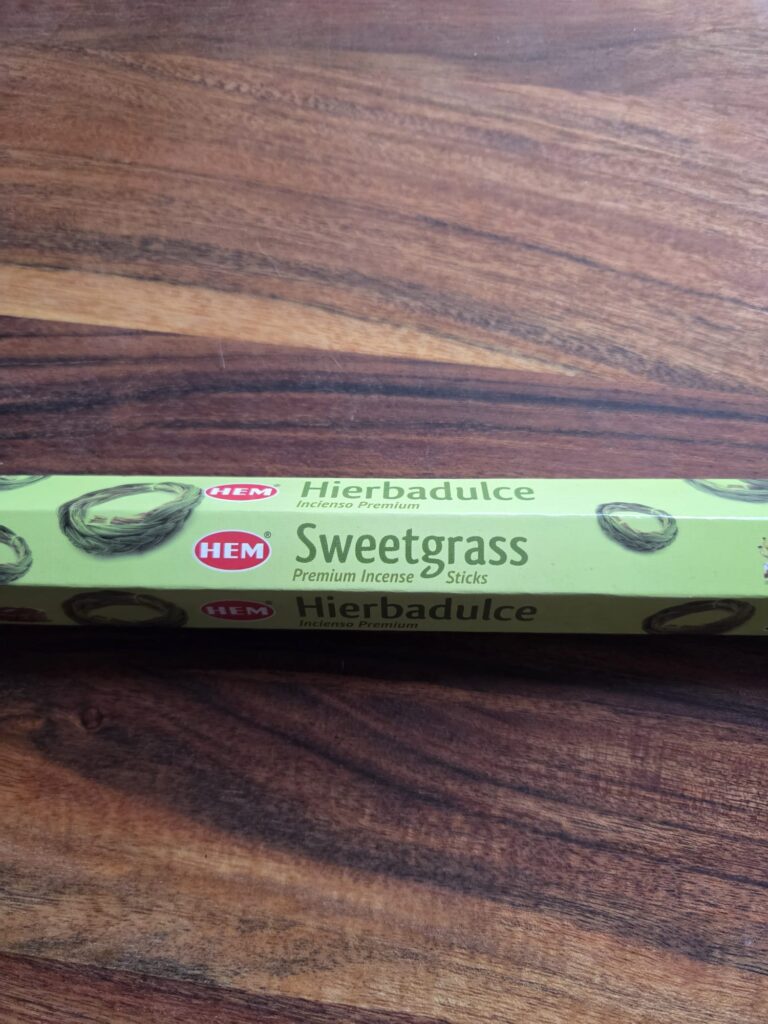 HEM
Hierbadulce
Incienso Premium
HEM®
Sweetgrass
Premium Incense Sticks
HEM
Hierbadulce
Incienso Premium